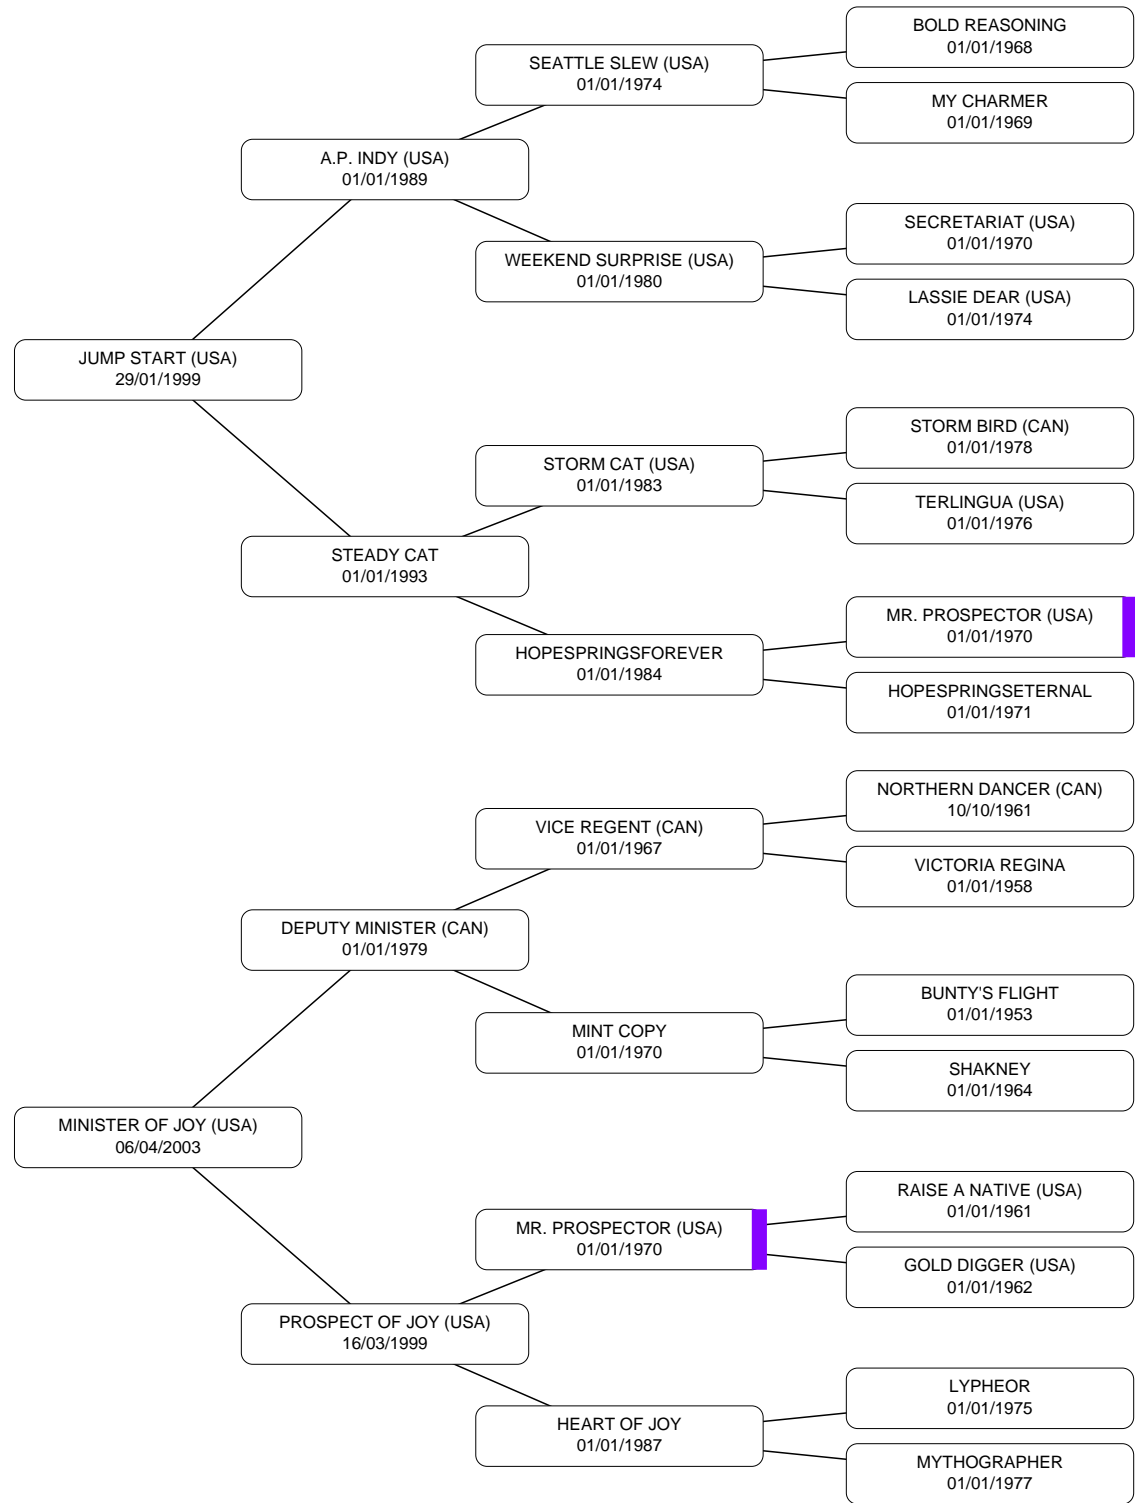 BOLD REASONING
01/01/1968
SEATTLE SLEW (USA)
01/01/1974
MY CHARMER
01/01/1969
A.P. INDY (USA)
01/01/1989
SECRETARIAT (USA)
01/01/1970
WEEKEND SURPRISE (USA)
01/01/1980
LASSIE DEAR (USA)
01/01/1974
JUMP START (USA)
29/01/1999
STORM BIRD (CAN)
01/01/1978
STORM CAT (USA)
01/01/1983
TERLINGUA (USA)
01/01/1976
STEADY CAT
01/01/1993
MR. PROSPECTOR (USA)
01/01/1970
HOPESPRINGSFOREVER
01/01/1984
HOPESPRINGSETERNAL
01/01/1971
NORTHERN DANCER (CAN)
10/10/1961
VICE REGENT (CAN)
01/01/1967
VICTORIA REGINA
01/01/1958
DEPUTY MINISTER (CAN)
01/01/1979
BUNTY'S FLIGHT
01/01/1953
MINT COPY
01/01/1970
SHAKNEY
01/01/1964
MINISTER OF JOY (USA)
06/04/2003
RAISE A NATIVE (USA)
01/01/1961
MR. PROSPECTOR (USA)
01/01/1970
GOLD DIGGER (USA)
01/01/1962
PROSPECT OF JOY (USA)
16/03/1999
LYPHEOR
01/01/1975
HEART OF JOY
01/01/1987
MYTHOGRAPHER
01/01/1977